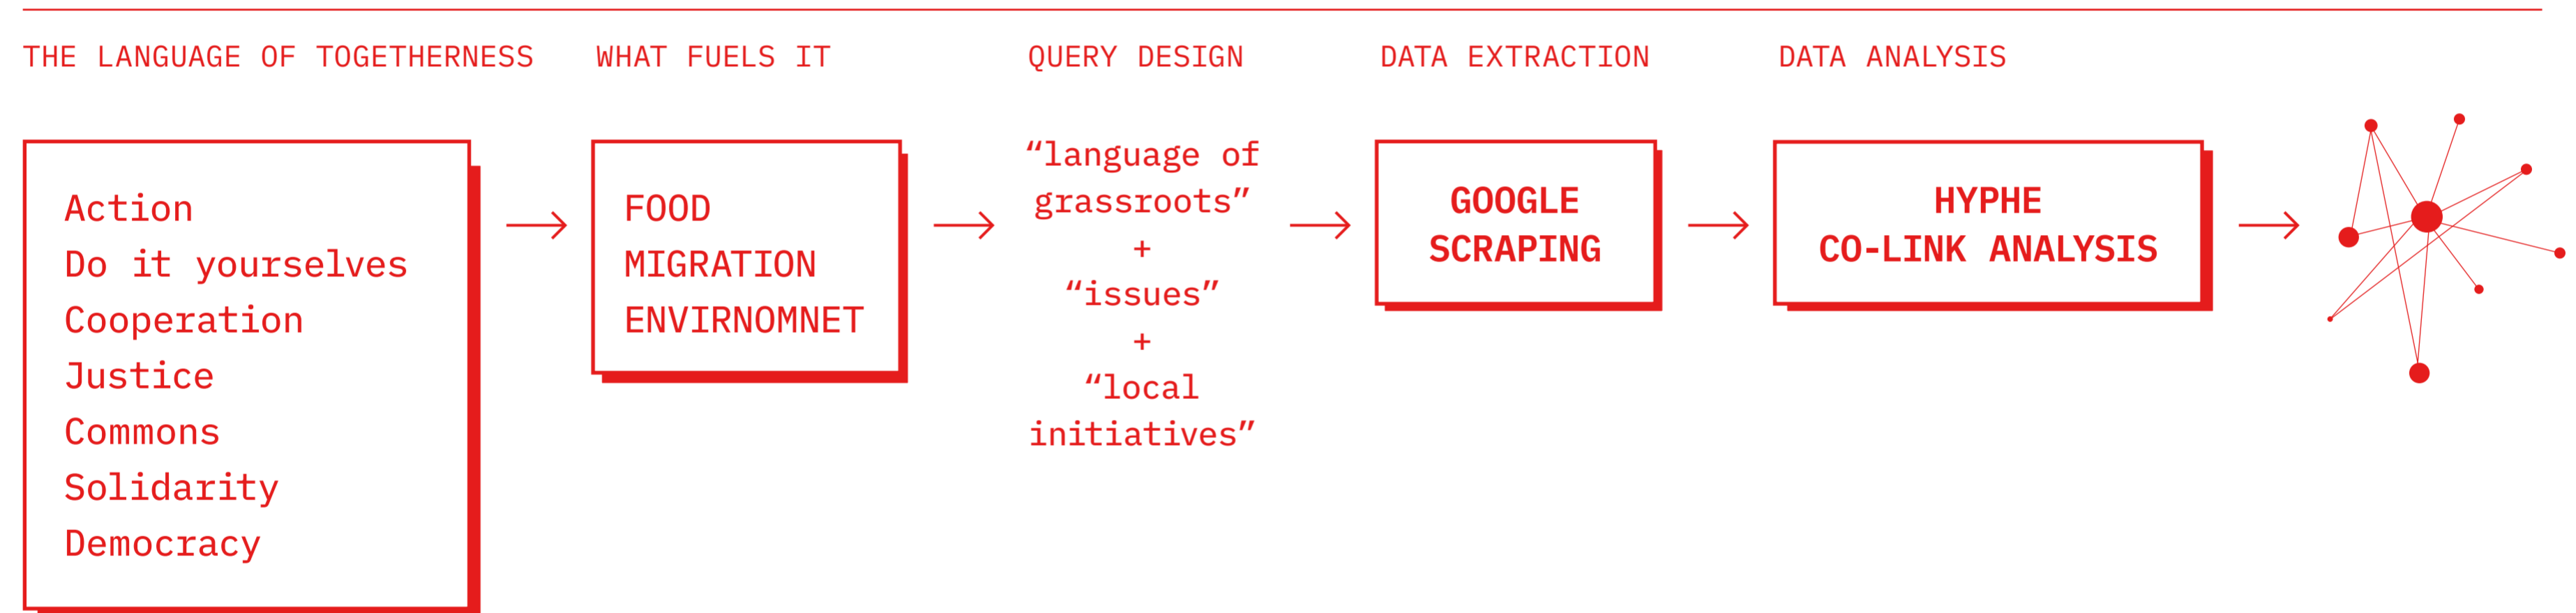 THE LANGUAGE OF TOGETHERNESS
Action
Do it yourselves
Cooperation
Justice
Commons
Solidarity
Democracy
WHAT FUELS IT
FOOD
MIGRATION
ENVIRNOMNET
QUERY DESIGN
“language of
grassroots”
+
“issues”
+
“local
initiatives”
DATA EXTRACTION
GOOGLE
SCRAPING
DATA ANALYSIS
HYPHE
CO-LINK ANALYSIS